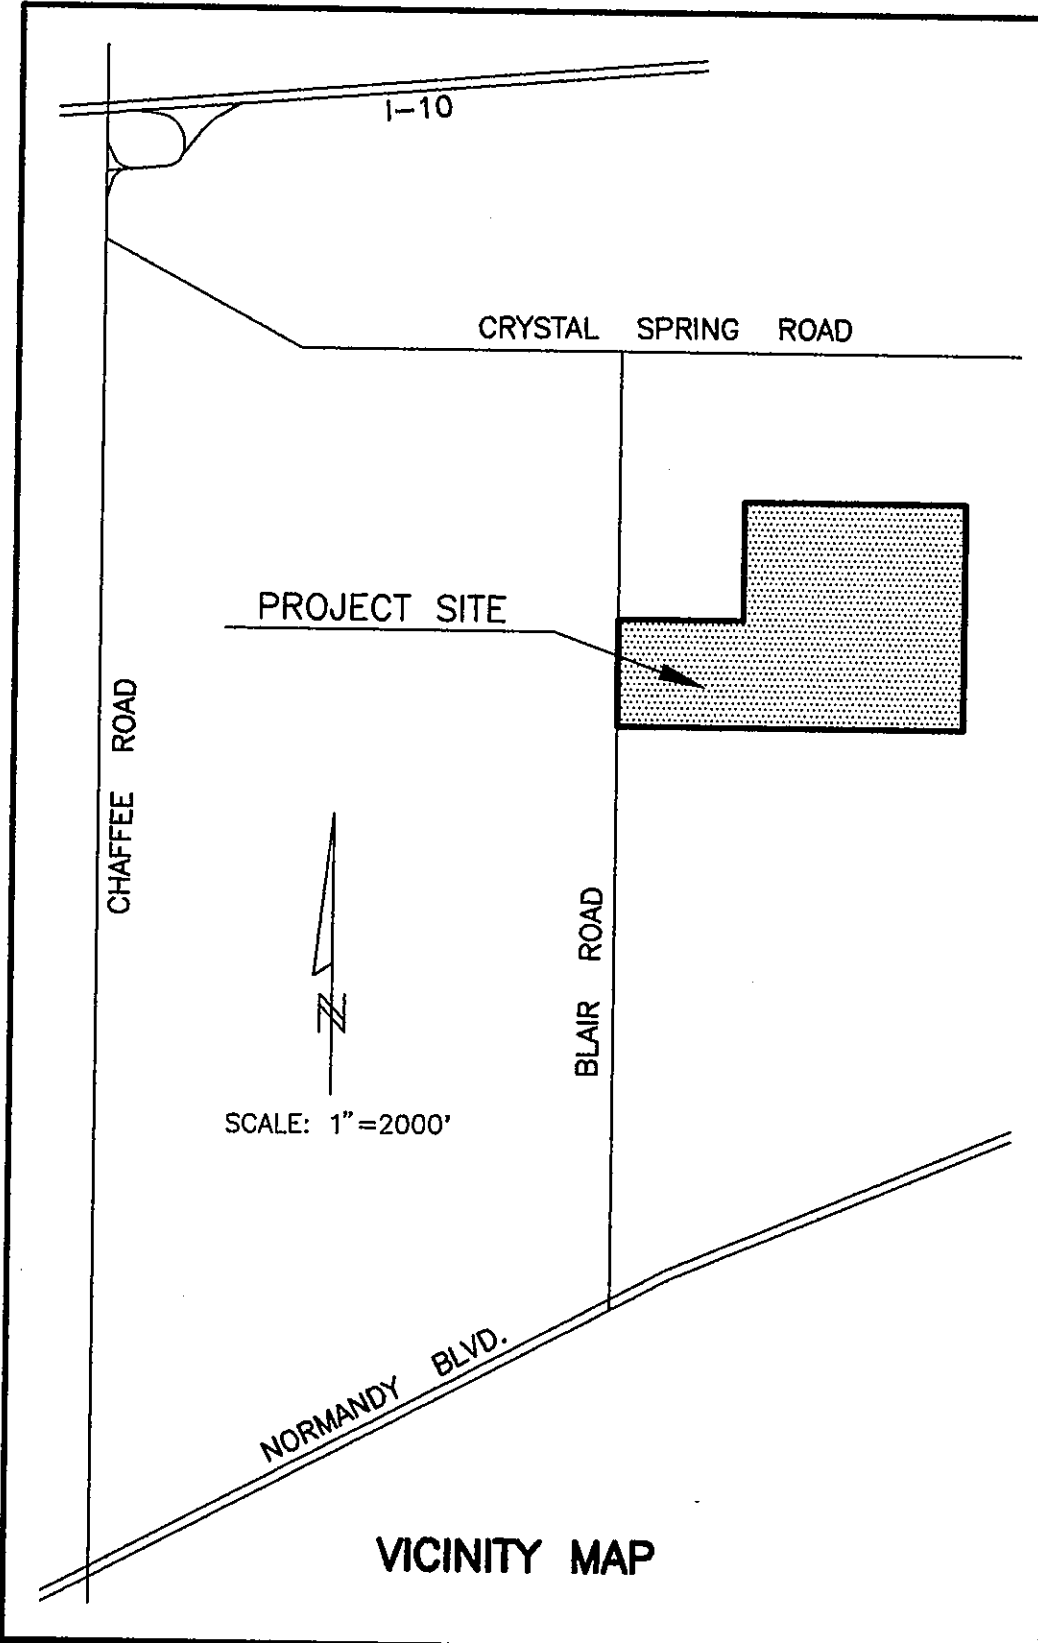 I-10
CRYSTAL SPRING ROAD
PROJECT SITE
CHAFFEE ROAD
BLAIR ROAD
N
SCALE: 1"=2000'
NORMANDY BLVD.
VICINITY MAP